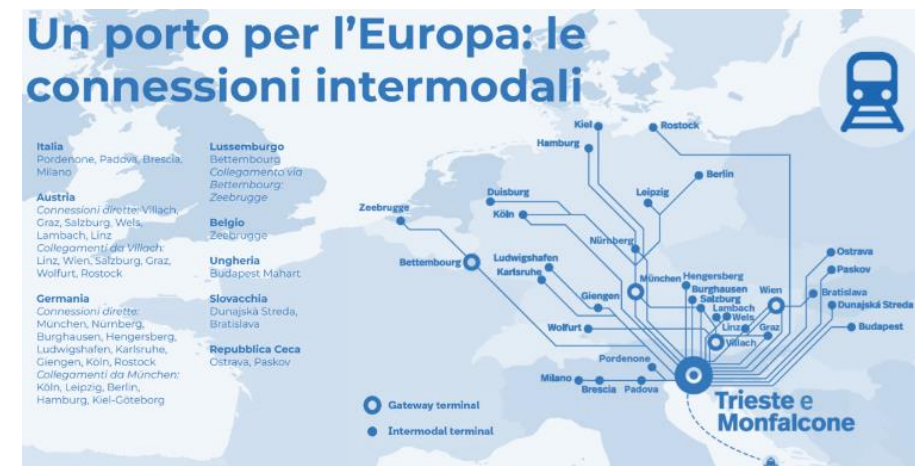 Un porto per l'Europa: le
connessioni intermodali
Italia
Pordenone, Padova, Brescia,
Milano
Austria
Connessioni dirette: Villach,
Graz, Salzburg, Wels,
Lambach, Linz
Collegamenti da Villach:
Linz, Wien, Salzburg, Graz,
Wolfurt, Rostock
Germania
Connessioni dirette:
München, Nürnberg,
Burghausen, Hengersberg,
Ludwigshafen, Karlsruhe,
Giengen, Köln, Rostock
Collegamenti da München:
Köln, Leipzig, Berlin,
Hamburg, Kiel-Göteborg
Lussemburgo
Bettembourg
Collegamento via
Bettembourg:
Zeebrugge
Belgio
Zeebrugge
Ungheria
Budapest Mahart
Slovacchia
Dunajská Streda,
Bratislava
Repubblica Ceca
Ostrava, Paskov
Kiel
Rostock
Hamburg
Berlin
Leipzig
Duisburg
Zeebrugge
Köln
Nürnberg
Ostrava
Bettembourg
Ludwigshafen
Karlsruhe
Paskov
München
Hengersberg
Burghausen
Wien
Bratislava
Giengen
Salzburg
Lambach
Dunajská Streda
Wels
Wolfurt
Linz
Graz
Budapest
Villach
Pordenone
Milano
Brescia
Padova
Trieste e
Monfalcone
Gateway terminal
Intermodal terminal